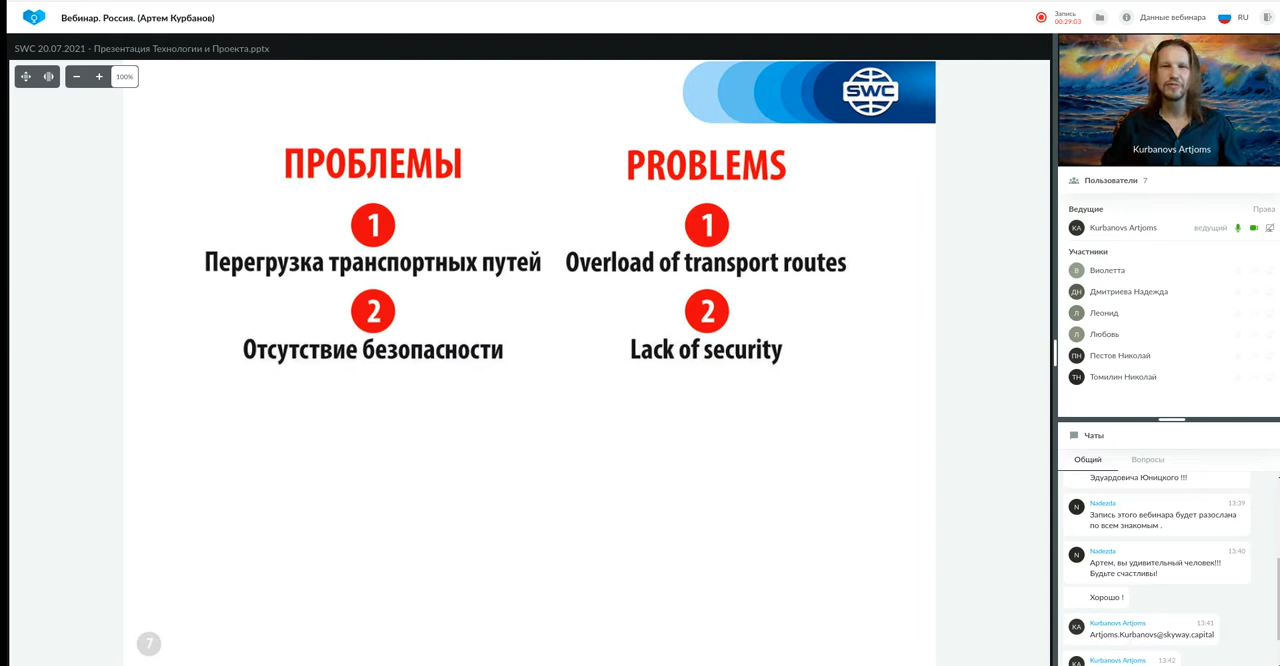 Вебинар. Россия. (Артем Курбанов)
Запись
00:29:03
Данные вебинара
RU
SWC 20.07.2021 - Презентация Технологии и Проекта.pptx
100%
SWC
ПРОБЛЕМЫ
1
Перегрузка транспортных путей
2
Отсутствие безопасности
PROBLEMS
1
Overload of transport routes
2
Lack of security
7
Kurbanovs Artjoms
Пользователи 7
Ведущие Права
KA Kurbanovs Artjoms ведущий
Участники
В Виолетта
ДН Дмитриева Надежда
Л Леонид
Л Любовь
ПН Пестов Николай
ТН Томилин Николай
Чаты
Общий Вопросы
Эдуардовича Юницкого !!!
N Nadezda 13:39
Запись этого вебинара будет разослана
по всем знакомым .
N Nadezda 13:40
Артем, вы удивительный человек!!!
Будьте счастливы!
Хорошо !
KA Kurbanovs Artjoms 13:41
Artjoms.Kurbanovs@skyway.capital
KA Kurbanovs Artjoms 13:42